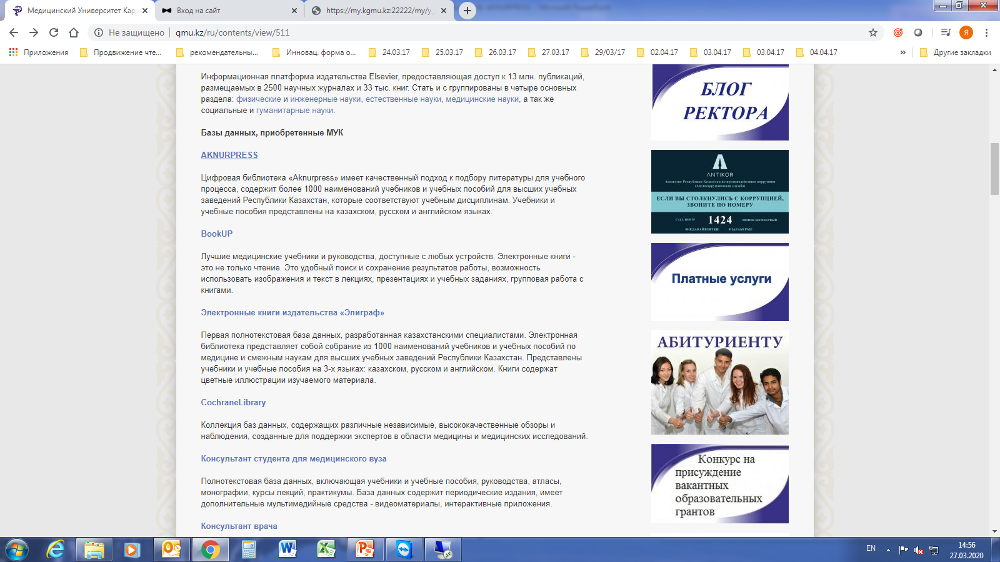 Медицинский Университет Кар
Вход на сайт
https://my.kgmu.kz:22222/my/y_
Не защищено
qmu.kz/ru/contents/view/511
Я
Приложения
Продвижение чте...
рекомендательны...
Инновац. форма о...
24.03.17
25.03.17
26.03.17
27.03.17
29/03/17
02.04.17
03.04.17
03.04.17
04.04.17
»
Другие закладки
Информационная платформа издательства Elsevier, предоставляющая доступ к 13 млн. публикаций,
размещаемых в 2500 научных журналах и 33 тыс. книг. Стать и с группированы в четыре основных
раздела: физические и инженерные науки, естественные науки, медицинские науки, а так же
социальные и гуманитарные науки.
Базы данных, приобретенные МУК
AKNURPRESS
Цифровая библиотека «Aknurpress» имеет качественный подход к подбору литературы для учебного
процесса, содержит более 1000 наименований учебников и учебных пособий для высших учебных
заведений Республики Казахстан, которые соответствуют учебным дисциплинам. Учебники и
учебные пособия представлены на казахском, русском и английском языках.
BookUP
Лучшие медицинские учебники и руководства, доступные с любых устройств. Электронные книги -
это не только чтение. Это удобный поиск и сохранение результатов работы, возможность
использовать изображения и текст в лекциях, презентациях и учебных заданиях, групповая работа с
книгами.
Электронные книги издательства «Эпиграф»
Первая полнотекстовая база данных, разработанная казахстанскими специалистами. Электронная
библиотека представляет собой собрание из 1000 наименований учебников и учебных пособий по
медицине и смежным наукам для высших учебных заведений Республики Казахстан. Представлены
учебники и учебные пособия на 3-х языках: казахском, русском и английском. Книги содержат
цветные иллюстрации изучаемого материала.
CochraneLibrary
Коллекция баз данных, содержащих различные независимые, высококачественные обзоры и
наблюдения, созданные для поддержки экспертов в области медицины и медицинских исследований.
Консультант студента для медицинского вуза
Полнотекстовая база данных, включающая учебники и учебные пособия, руководства, атласы,
монографии, курсы лекций, практикумы. База данных содержит периодические издания, имеет
дополнительные мультимедийные средства - видеоматериалы, интерактивные приложения.
Консультант врача
БЛОГ
РЕКТОРА
ANTIKOR
Агентство Республики Казахстан по противодействию коррупции
(Антикоррупционная служба)
ЕСЛИ ВЫ СТОЛКНУЛИСЬ С КОРРУПЦИЕЙ,
ЗВОНИТЕ ПО НОМЕРУ
CALL-ЦЕНТР 1424 ЗВОНОК БЕСПЛАТНЫЙ
#НЕДАВАЙВЗЯТКИ #ПАРАБЕРМЕ
Платные услуги
АБИТУРИЕНТУ
Конкурс на
присуждение
вакантных
образовательных
грантов
EN
14:56
27.03.2020